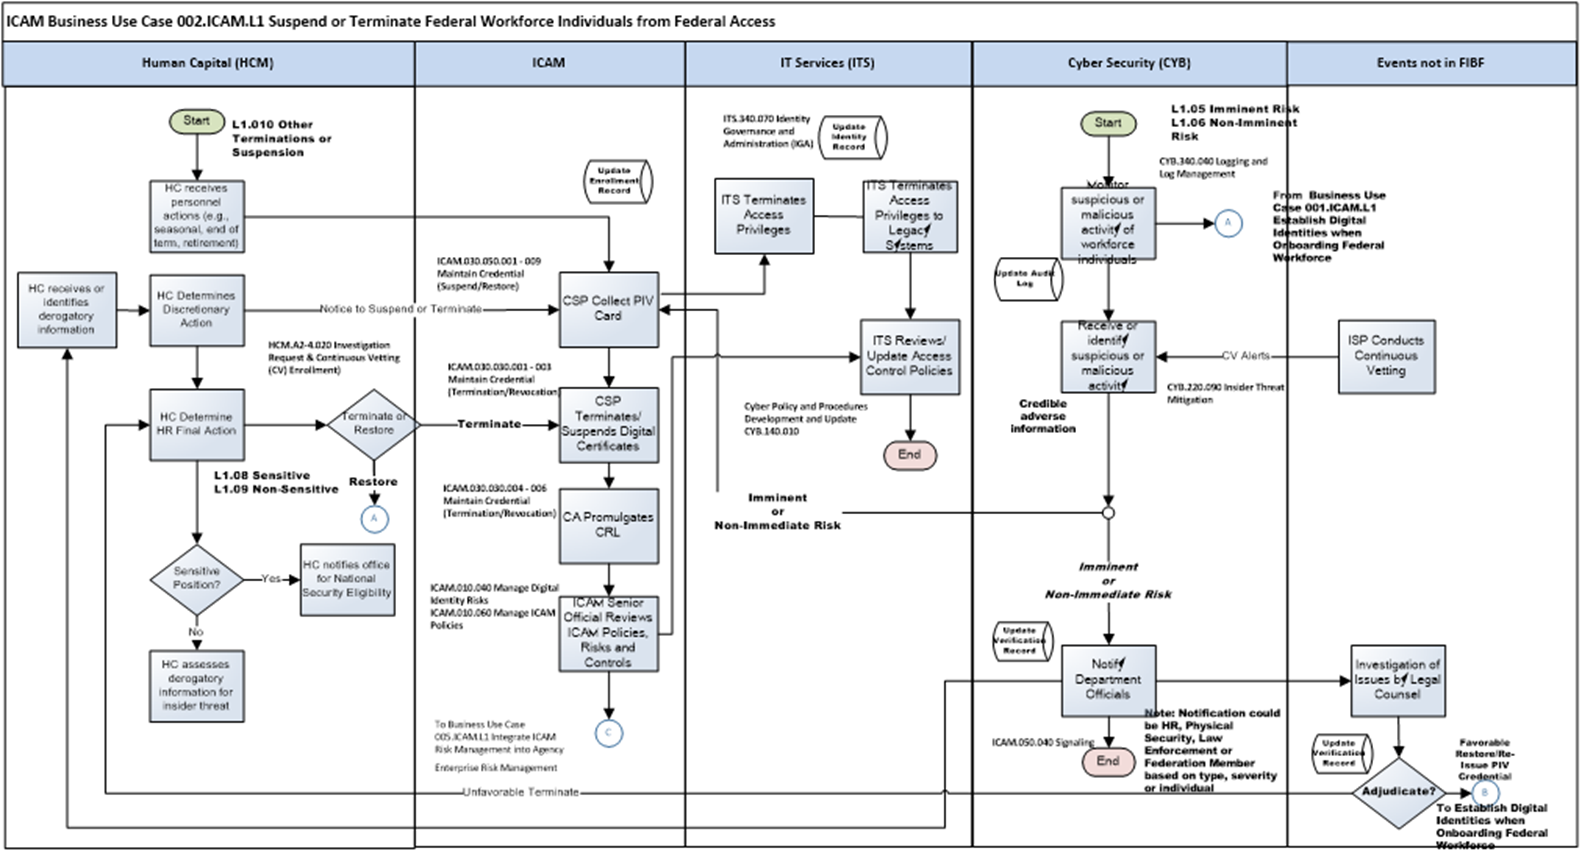 ICAM Business Use Case 002.ICAM.L1 Suspend or Terminate Federal Workforce Individuals from Federal Access
Human Capital (HCM)
ICAM
IT Services (ITS)
Cyber Security (CYB)
Events not in FIBF
Start
L1.010 Other
Terminations or
Suspension
HC receives
personnel
actions (e.g.,
seasonal, end of
term, retirement)
HC receives or
identifies
derogatory
information
HC Determines
Discretionary
Action
Notice to Suspend or Terminate
HCM.A2-4.020 Investigation
Request & Continuous Vetting
(CV) Enrollment)
HC Determine
HR Final Action
Terminate or
Restore
Terminate
L1.08 Sensitive
L1.09 Non-Sensitive
Restore
A
Sensitive
Position?
Yes
HC notifies office
for National
Security Eligibility
No
HC assesses
derogatory
information for
insider threat
Update
Enrollment
Record
ICAM.030.050.001 - 009
Maintain Credential
(Suspend/Restore)
CSP Collect PIV
Card
ICAM.030.030.001 - 003
Maintain Credential
(Termination/Revocation)
CSP
Terminates/
Suspends Digital
Certificates
ICAM.030.030.004 - 006
Maintain Credential
(Termination/Revocation)
CA Promulgates
CRL
ICAM.010.040 Manage Digital
Identity Risks
ICAM.010.060 Manage ICAM
Policies
ICAM Senior
Official Reviews
ICAM Policies,
Risks and
Controls
C
To Business Use Case
005.ICAM.L1 Integrate ICAM
Risk Management into Agency
Enterprise Risk Management
Unfavorable Terminate
ITS.340.070 Identity
Governance and
Administration (IGA)
Update
Identity
Record
ITS Terminates
Access
Privileges
ITS Terminates
Access
Privileges to
Legacy
Systems
ITS Reviews/
Update Access
Control Policies
Cyber Policy and Procedures
Development and Update
CYB.140.010
End
Imminent
or
Non-Immediate Risk
Start
L1.05 Imminent Risk
L1.06 Non-Imminent
Risk
CYB.340.040 Logging and
Log Management
Monitor
suspicious or
malicious
activity of
workforce
individuals
A
From Business Use
Case 001.ICAM.L1
Establish Digital
Identities when
Onboarding Federal
Workforce
Update Audit
Log
Receive or
identify
suspicious or
malicious
activity
CV Alerts
ISP Conducts
Continuous
Vetting
CYB.220.090 Insider Threat
Mitigation
Credible
adverse
information
Imminent
or
Non-Immediate Risk
Update
Verification
Record
Notify
Department
Officials
ICAM.050.040 Signaling
End
Note: Notification could
be HR, Physical
Security, Law
Enforcement or
Federation Member
based on type, severity
or individual
Investigation of
Issues by Legal
Counsel
Update
Verification
Record
Adjudicate?
Favorable
Restore/Re-
Issue PIV
Credential
B
To Establish Digital
Identities when
Onboarding Federal
Workforce